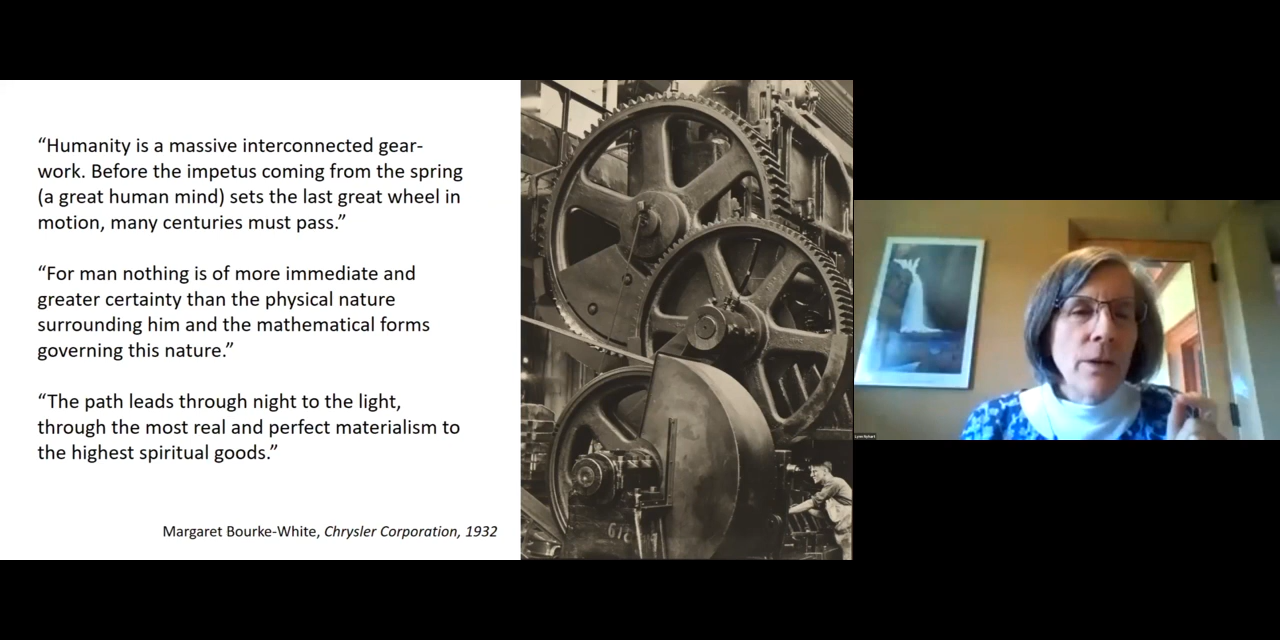 “Humanity is a massive interconnected gear-
work. Before the impetus coming from the spring
(a great human mind) sets the last great wheel in
motion, many centuries must pass.”
“For man nothing is of more immediate and
greater certainty than the physical nature
surrounding him and the mathematical forms
governing this nature.”
“The path leads through night to the light,
through the most real and perfect materialism to
the highest spiritual goods.”
Margaret Bourke-White, Chrysler Corporation, 1932